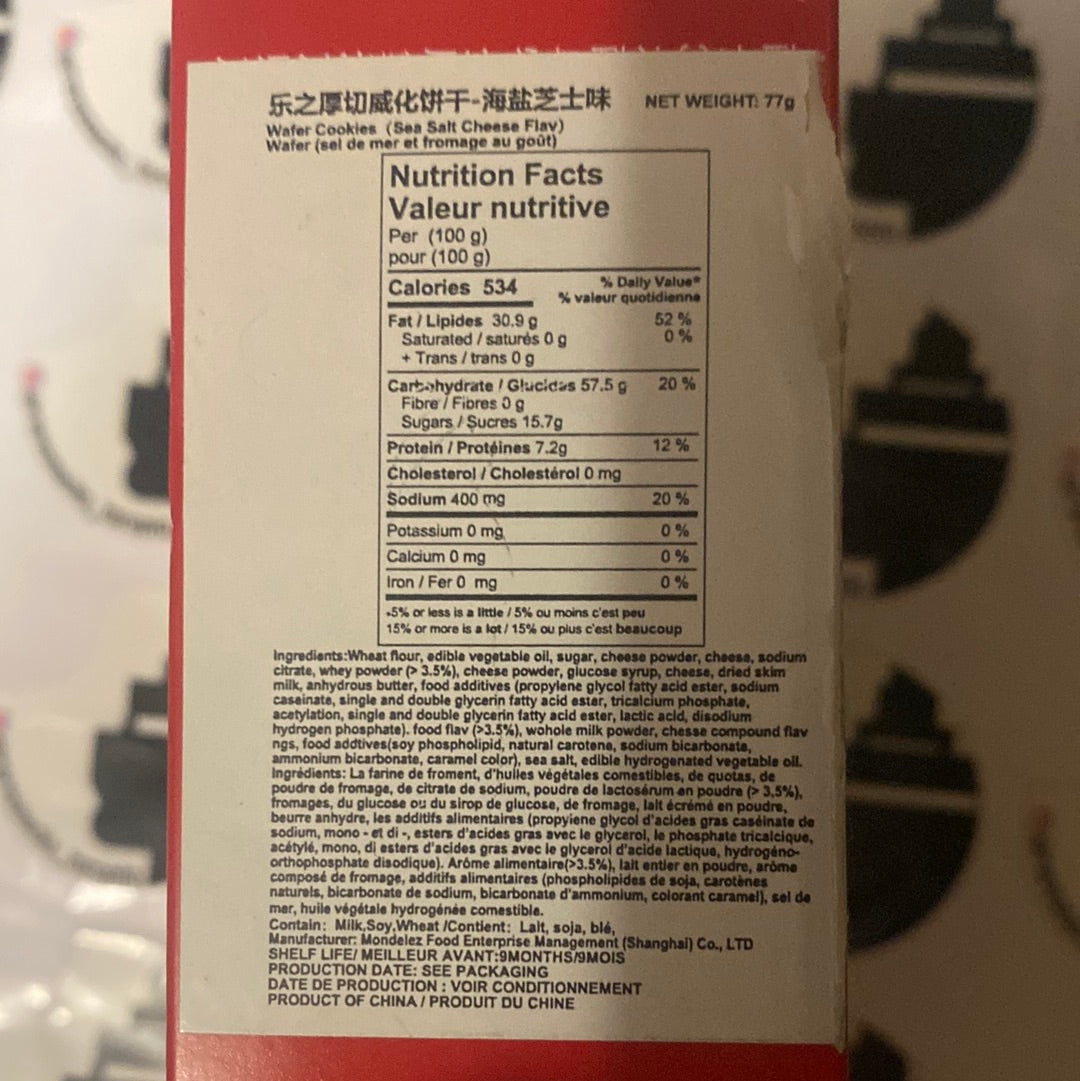 乐之厚切威化饼干-海盐芝士味 NET WEIGHT: 77g
Wafer Cookies (Sea Salt Cheese Flav)
Wafer (sel de mer et fromage au goût)
Nutrition Facts
Valeur nutritive
Per (100 g)
pour (100 g)
Calories 534 % Daily Value*
% valeur quotidienne
Fat / Lipides 30.9 g 52 %
Saturated / saturés 0 g 0 %
+ Trans / trans 0 g
Carbohydrate / Glucides 57.5 g 20 %
Fibre / Fibres 0 g
Sugars / Sucres 15.7g
Protein / Protéines 7.2g 12 %
Cholesterol / Cholestérol 0 mg
Sodium 400 mg 20 %
Potassium 0 mg 0 %
Calcium 0 mg 0 %
Iron / Fer 0 mg 0 %
*5% or less is a little / 5% ou moins c'est peu
15% or more is a lot / 15% ou plus c'est beaucoup
Ingredients:Wheat flour, edible vegetable oil, sugar, cheese powder, cheese, sodium
citrate, whey powder (> 3.5%), cheese powder, glucose syrup, cheese, dried skim
milk, anhydrous butter, food additives (propylene glycol fatty acid ester, sodium
caseinate, single and double glycerin fatty acid ester, tricalcium phosphate,
acetylation, single and double glycerin fatty acid ester, lactic acid, disodium
hydrogen phosphate). food flav (>3.5%), wohole milk powder, chesse compound flav
ngs, food addtives(soy phospholipid, natural carotene, sodium bicarbonate,
ammonium bicarbonate, caramel color), sea salt, edible hydrogenated vegetable oil.
Ingrédients: La farine de froment, d'huiles végétales comestibles, de quotas, de
poudre de fromage, de citrate de sodium, poudre de lactosérum en poudre (> 3,5%),
fromages, du glucose ou du sirop de glucose, de fromage, lait écrémé en poudre,
beurre anhydre, les additifs alimentaires (propylene glycol d'acides gras caséinate de
sodium, mono - et di -, esters d'acides gras avec le glycerol, le phosphate tricalcique,
acétylé, mono, di esters d'acides gras avec le glycerol d'acide lactique, hydrogéno-
orthophosphate disodique). Arôme alimentaire(>3.5%), lait entier en poudre, arôme
composé de fromage, additifs alimentaires (phospholipides de soja, carotènes
naturels, bicarbonate de sodium, bicarbonate d'ammonium, colorant caramel), sel de
mer, huile végétale hydrogénée comestible.
Contain: Milk,Soy,Wheat /Contient: Lait, soja, blé,
Manufacturer: Mondelez Food Enterprise Management (Shanghai) Co., LTD
SHELF LIFE/ MEILLEUR AVANT:9MONTHS/9MOIS
PRODUCTION DATE: SEE PACKAGING
DATE DE PRODUCTION : VOIR CONDITIONNEMENT
PRODUCT OF CHINA / PRODUIT DU CHINE